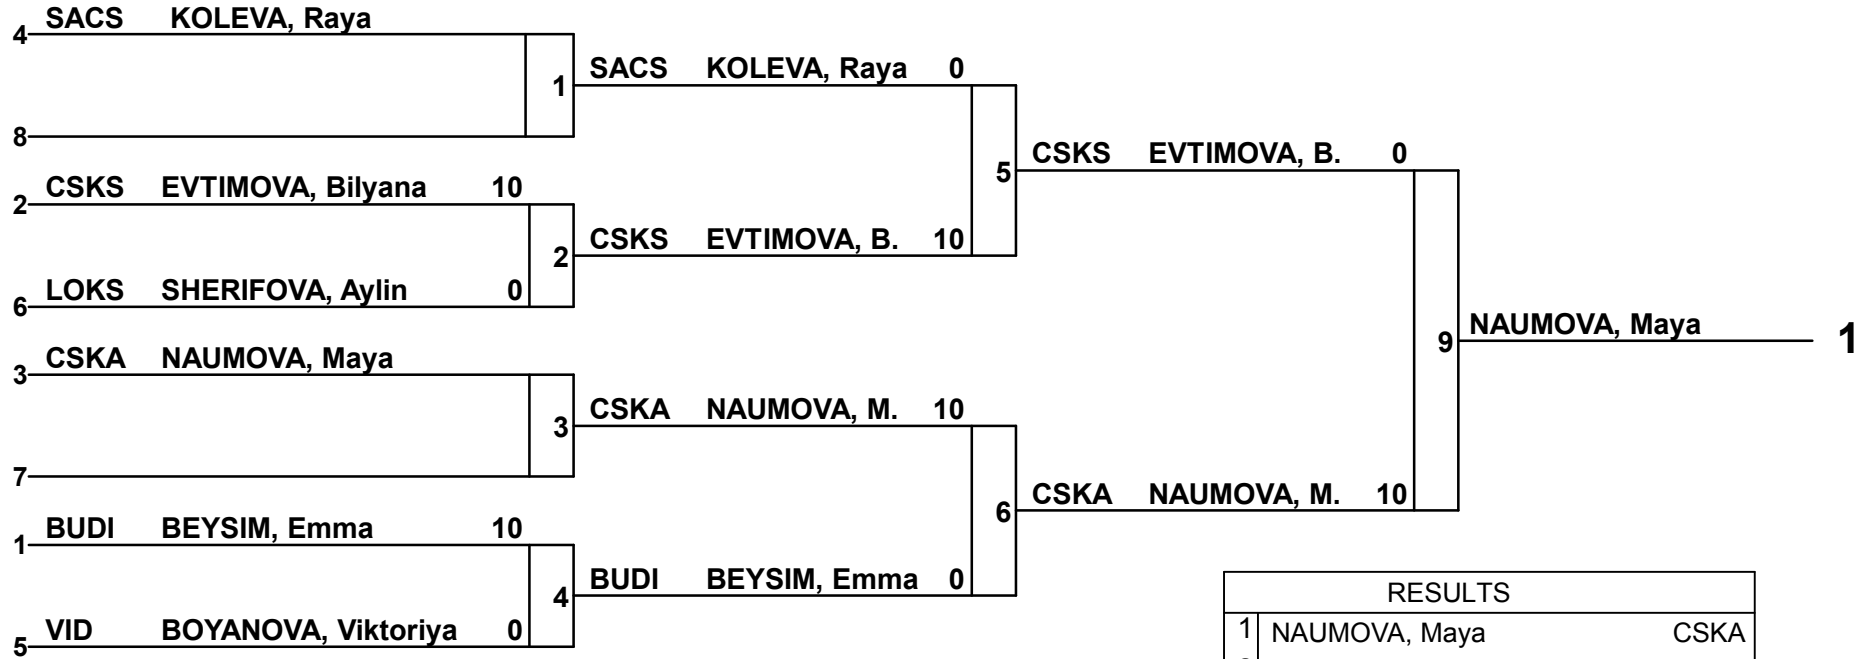 4 SACS KOLEVA, Raya
1
8
SACS KOLEVA, Raya 0
2 CSKS EVTIMOVA, Bilyana 10
2
6 LOKS SHERIFOVA, Aylin 0
CSKS EVTIMOVA, B. 10
5
CSKS EVTIMOVA, B. 0
3 CSKA NAUMOVA, Maya
3
7
CSKA NAUMOVA, M. 10
1 BUDI BEYSIM, Emma 10
4
5 VID BOYANOVA, Viktoriya 0
BUDI BEYSIM, Emma 0
6
CSKA NAUMOVA, M. 10
9
NAUMOVA, Maya 1
RESULTS
1 NAUMOVA, Maya CSKA